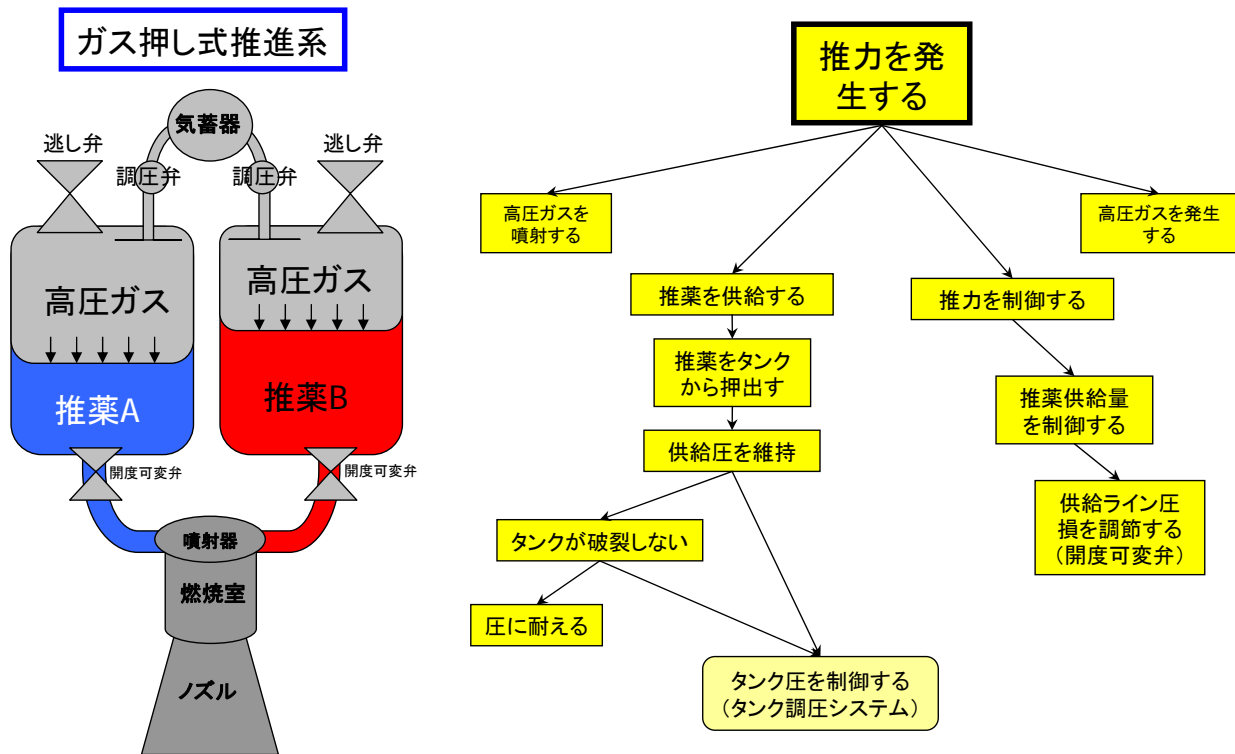 ガス押し式推進系
気蓄器
逃し弁
逃し弁
調圧弁
調圧弁
高圧ガス
高圧ガス
推薬A
推薬B
開度可変弁
開度可変弁
噴射器
燃焼室
ノズル
推力を発
生する
高圧ガスを
噴射する
高圧ガスを発生
する
推薬を供給する
推力を制御する
推薬をタンク
から押出す
推薬供給量
を制御する
供給圧を維持
供給ライン圧
損を調節する
（開度可変弁）
タンクが破裂しない
圧に耐える
タンク圧を制御する
（タンク調圧システム）